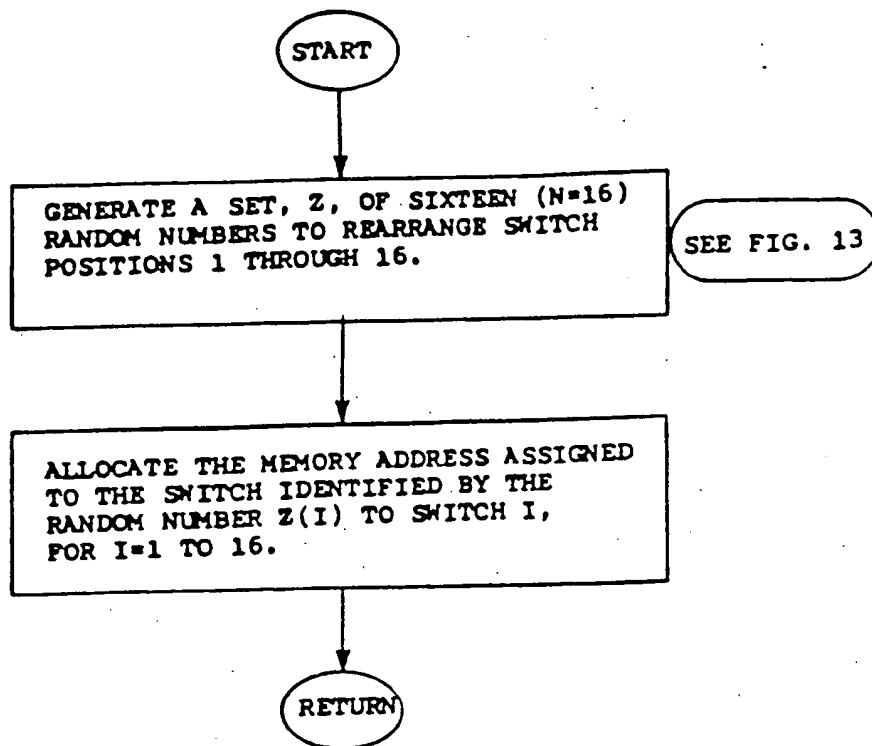 START
GENERATE A SET, Z, OF SIXTEEN (N=16)
RANDOM NUMBERS TO REARRANGE SWITCH
POSITIONS 1 THROUGH 16.
SEE FIG. 13
ALLOCATE THE MEMORY ADDRESS ASSIGNED
TO THE SWITCH IDENTIFIED BY THE
RANDOM NUMBER Z(I) TO SWITCH I,
FOR I=1 TO 16.
RETURN